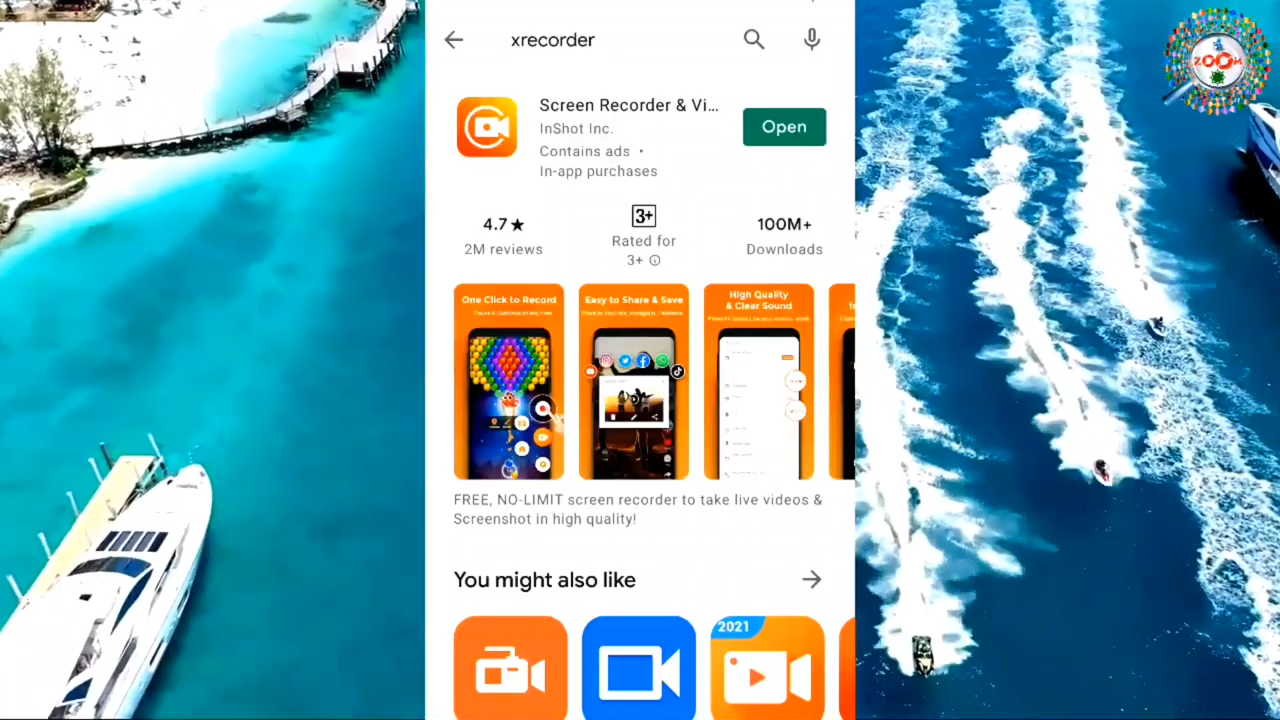 xrecorder
Screen Recorder & Vi...
InShot Inc.
Contains ads •
In-app purchases
Open
4.7★
2M reviews
3+
Rated for
3+
100M+
Downloads
One Click to Record
Easy to Share & Save
High Quality
& Clear Sound
FREE, NO-LIMIT screen recorder to take live videos &
Screenshot in high quality!
You might also like
2021
ZOOM